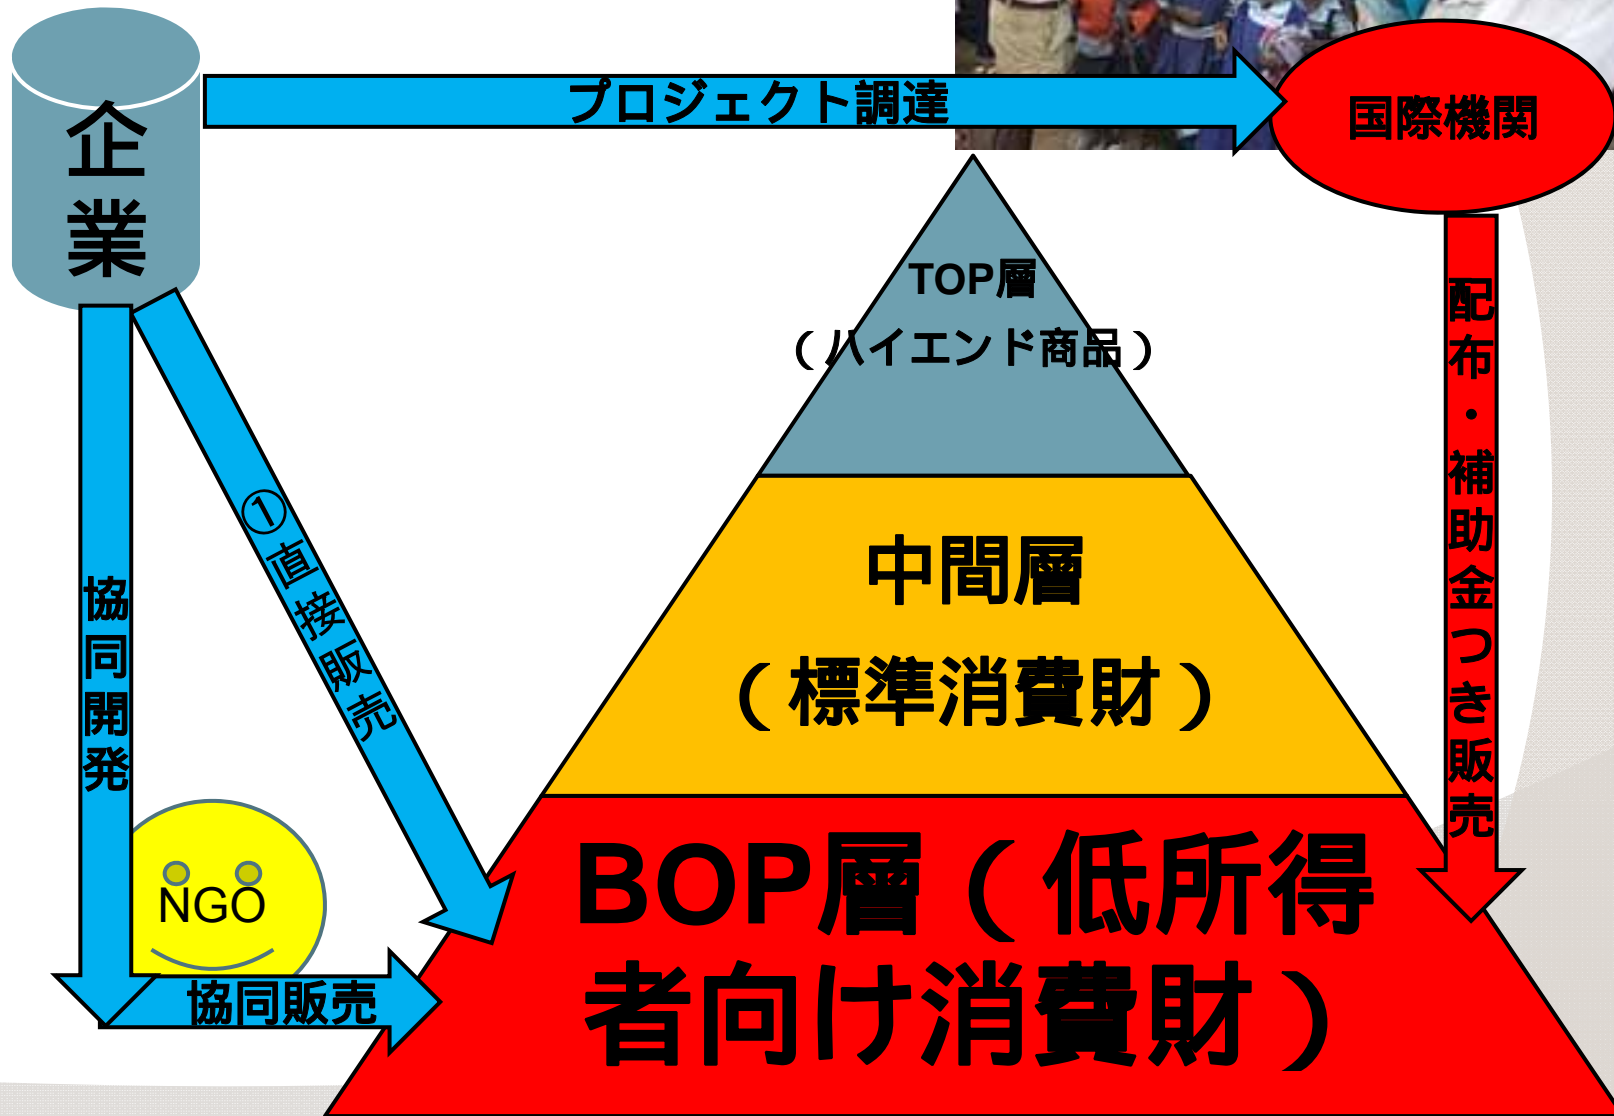 企業
プロジェクト調達
国際機関
TOP層
（ハイエンド商品）
中間層
（標準消費財）
BOP層（低所得
者向け消費財）
①直接販売
協同開発
NGO
協同販売
配布・補助金つき販売